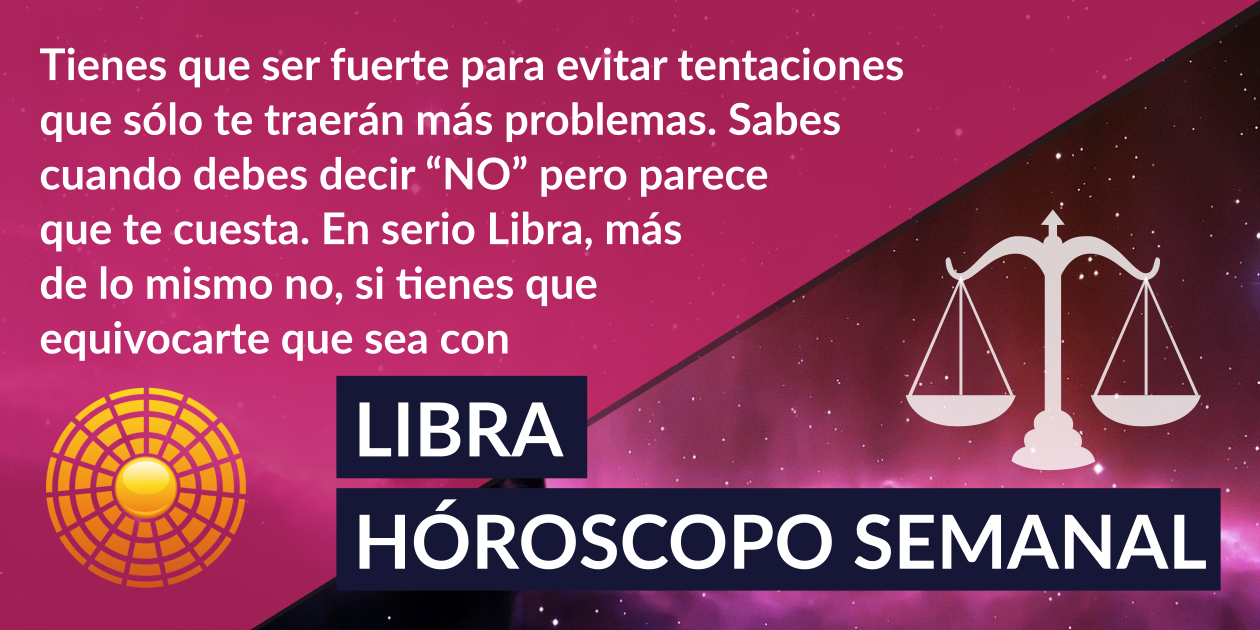 Tienes que ser fuerte para evitar tentaciones
que sólo te traerán más problemas. Sabes
cuando debes decir “NO” pero parece
que te cuesta. En serio Libra, más
de lo mismo no, si tienes que
equivocarte que sea con
LIBRA
HÓROSCOPO SEMANAL